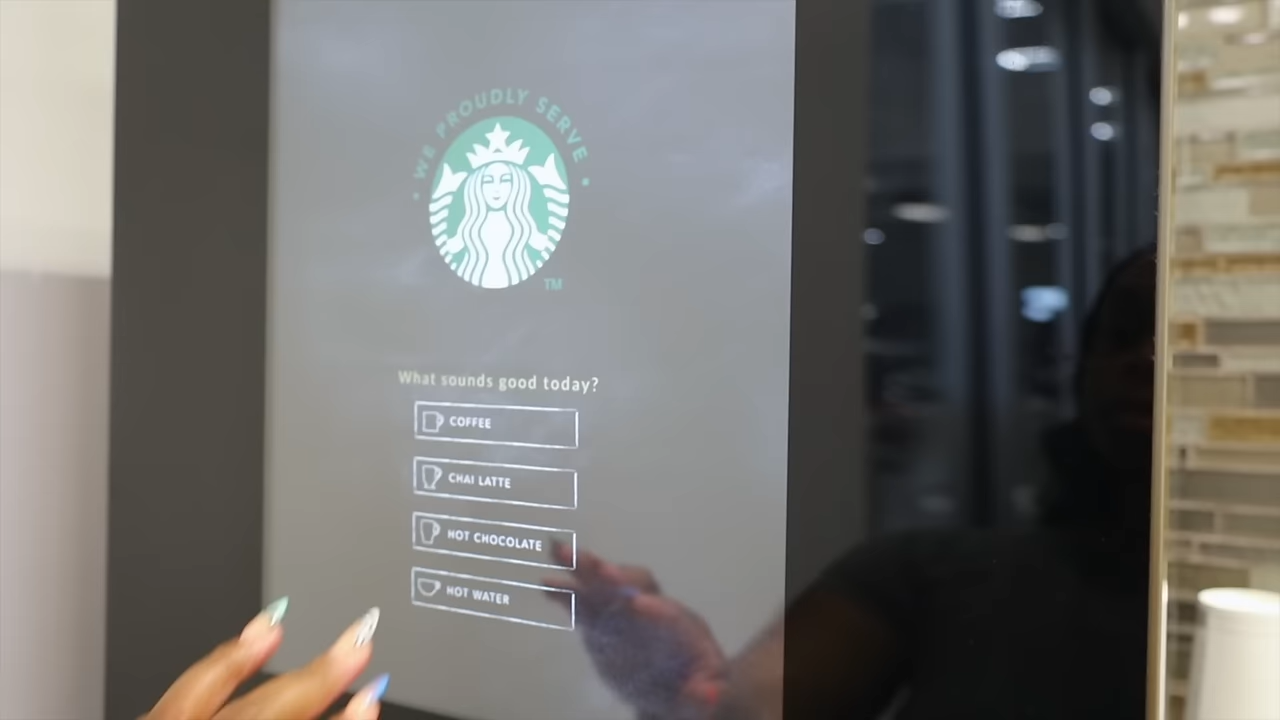 • WE PROUDLY SERVE •
TM
What sounds good today?
COFFEE
CHAI LATTE
HOT CHOCOLATE
HOT WATER